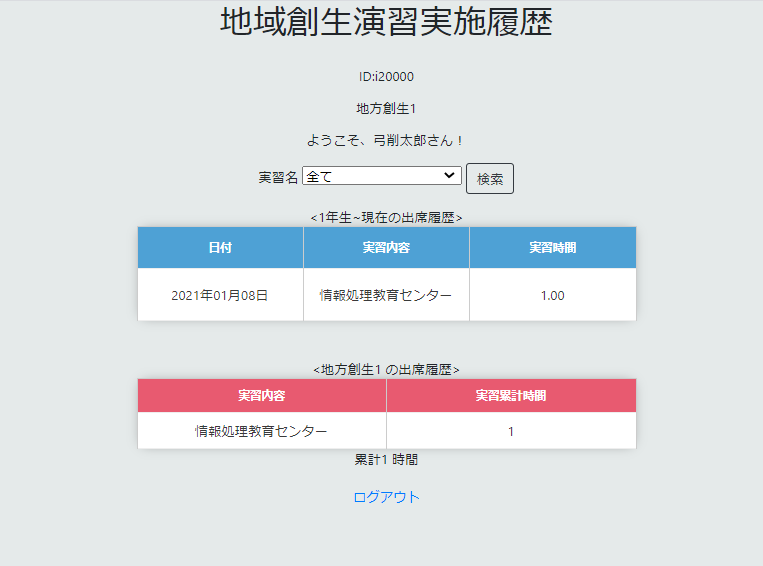 地域創生演習実施履歴
ID:i20000
地方創生1
ようこそ、弓削太郎さん！
実習名 全て 検索
<1年生~現在の出席履歴>
日付 実習内容 実習時間
2021年01月08日 情報処理教育センター 1.00
<地方創生1 の出席履歴>
実習内容 実習累計時間
情報処理教育センター 1
累計1 時間
ログアウト